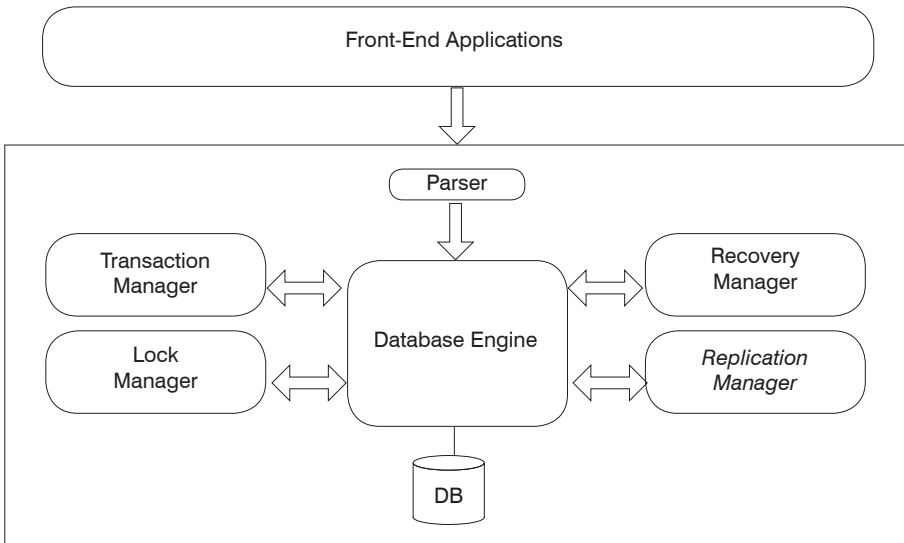 Front-End Applications
Parser
Transaction
Manager
Recovery
Manager
Database Engine
Lock
Manager
Replication
Manager
DB